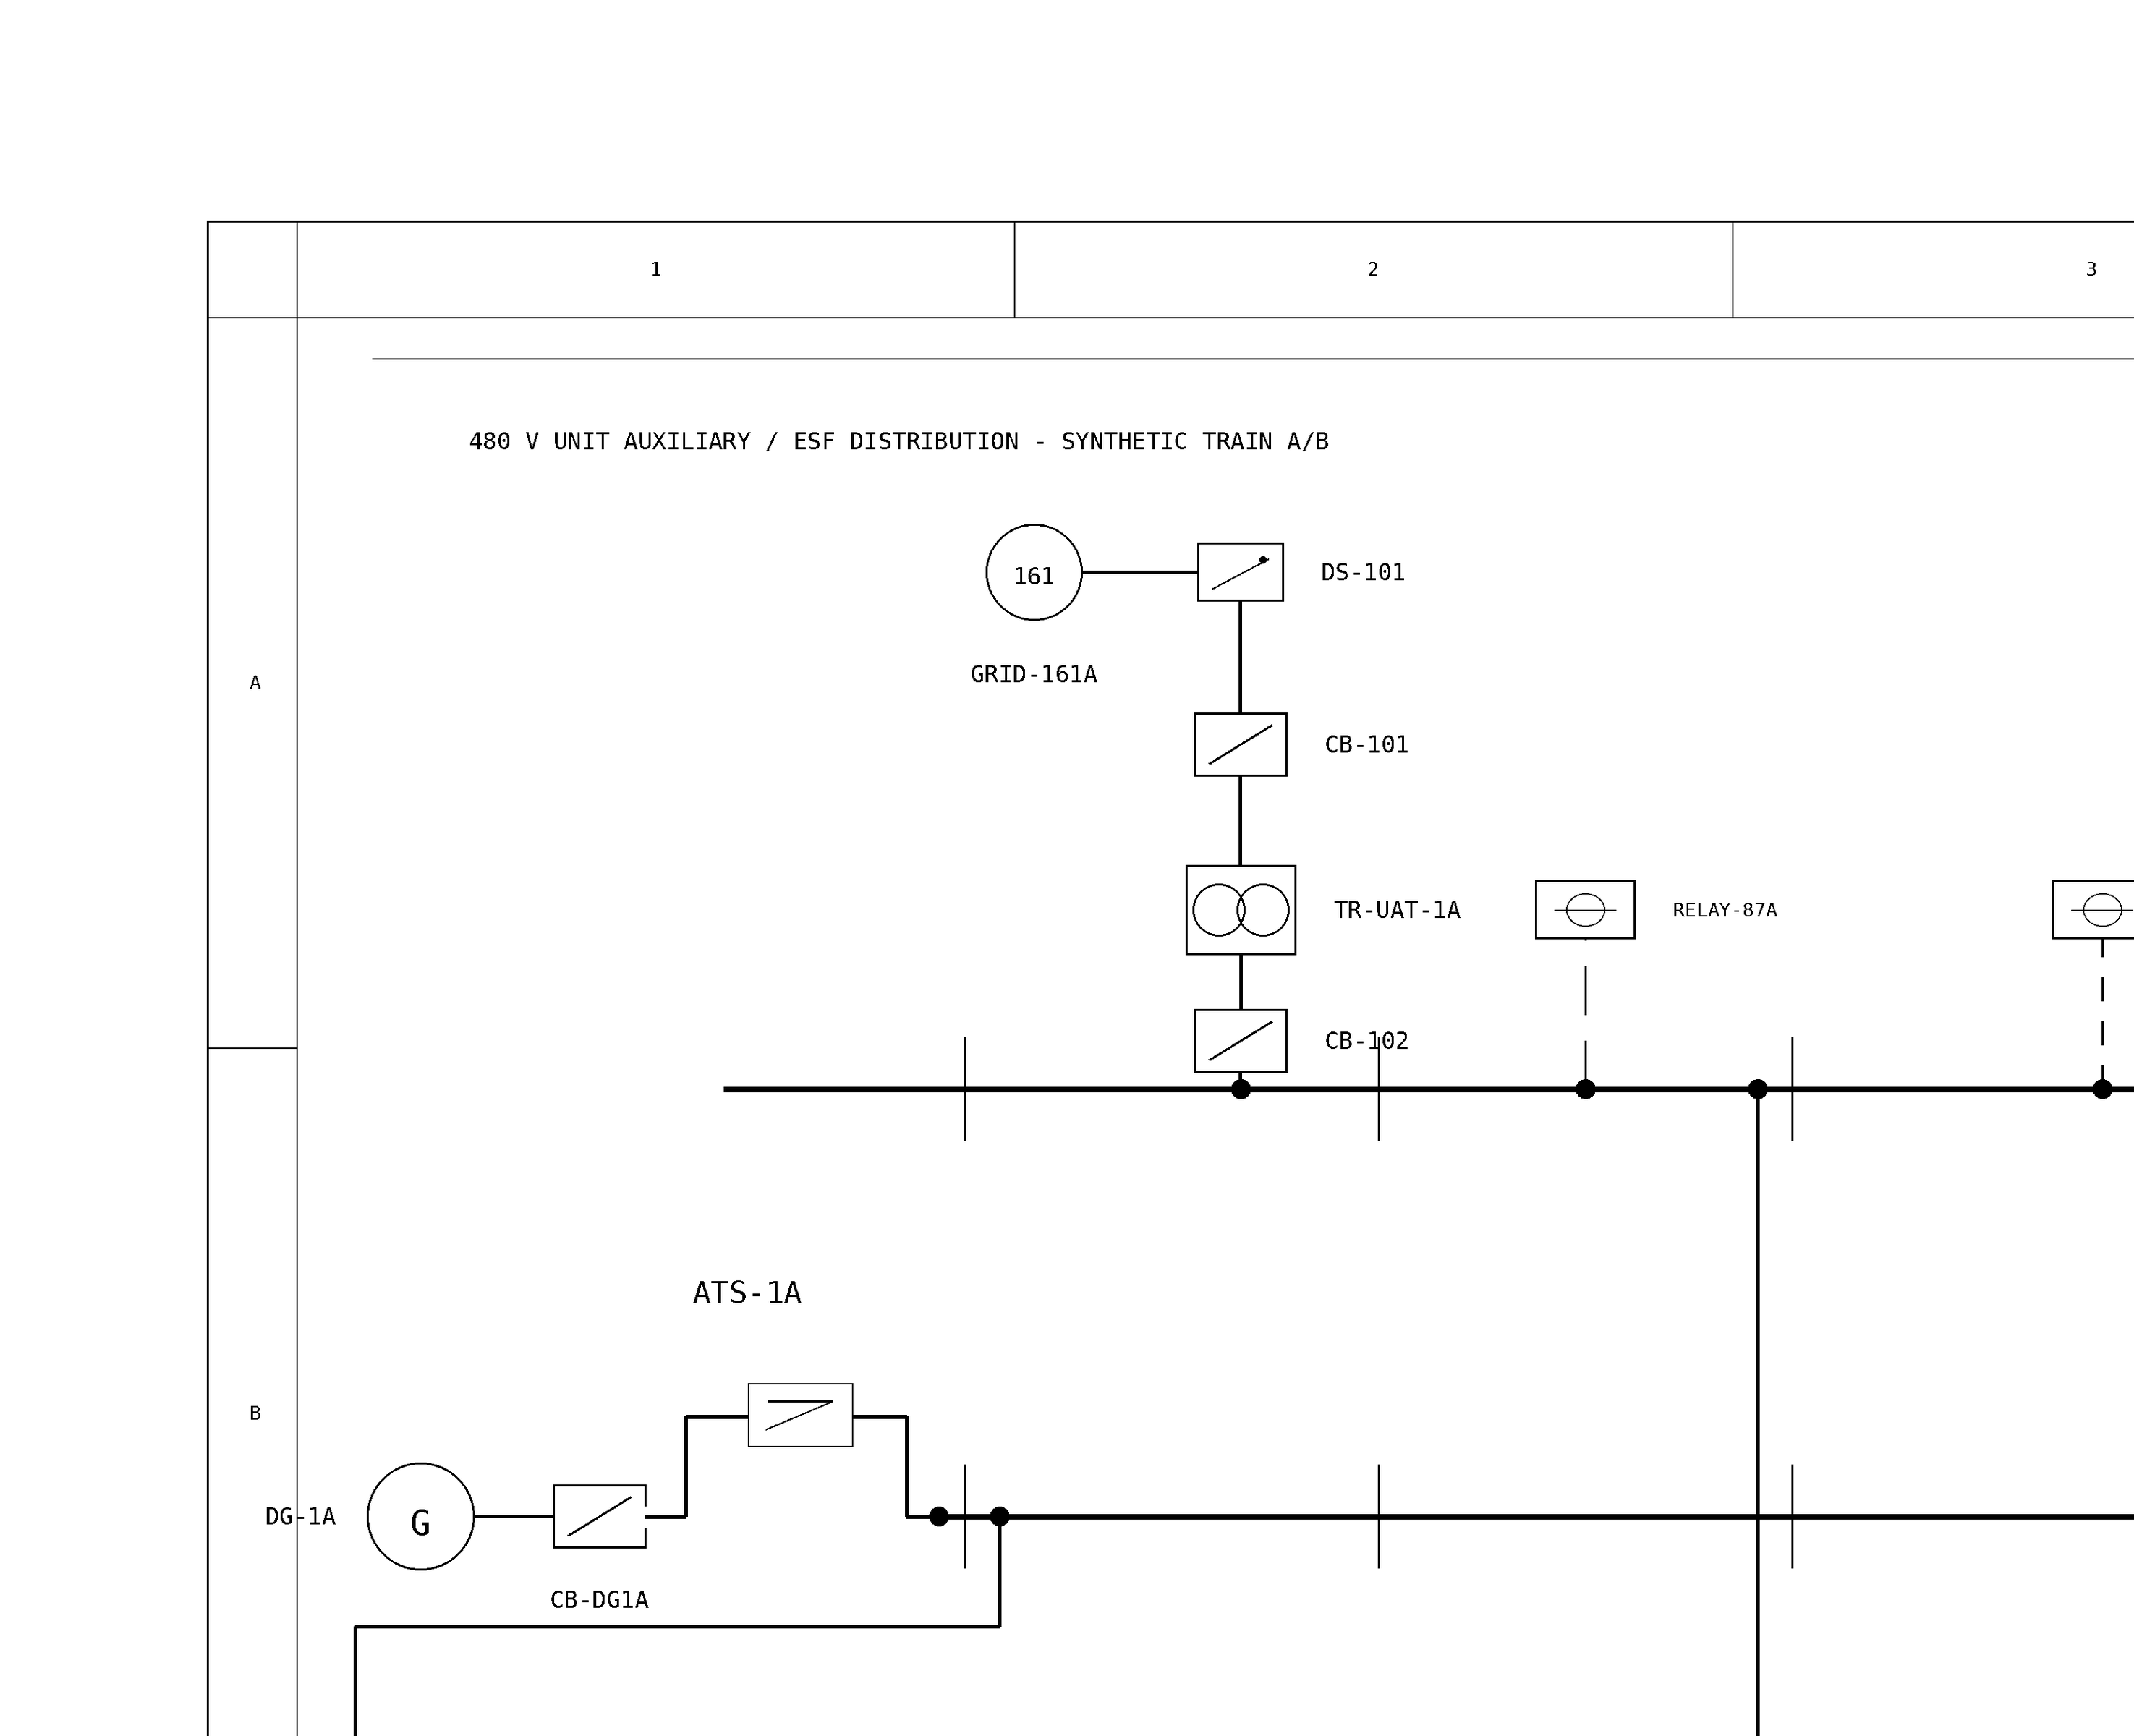 1
2
3
480 V UNIT AUXILIARY / ESF DISTRIBUTION - SYNTHETIC TRAIN A/B
161
DS-101
GRID-161A
A
CB-101
TR-UAT-1A
RELAY-87A
CB-102
ATS-1A
B
DG-1A
G
CB-DG1A